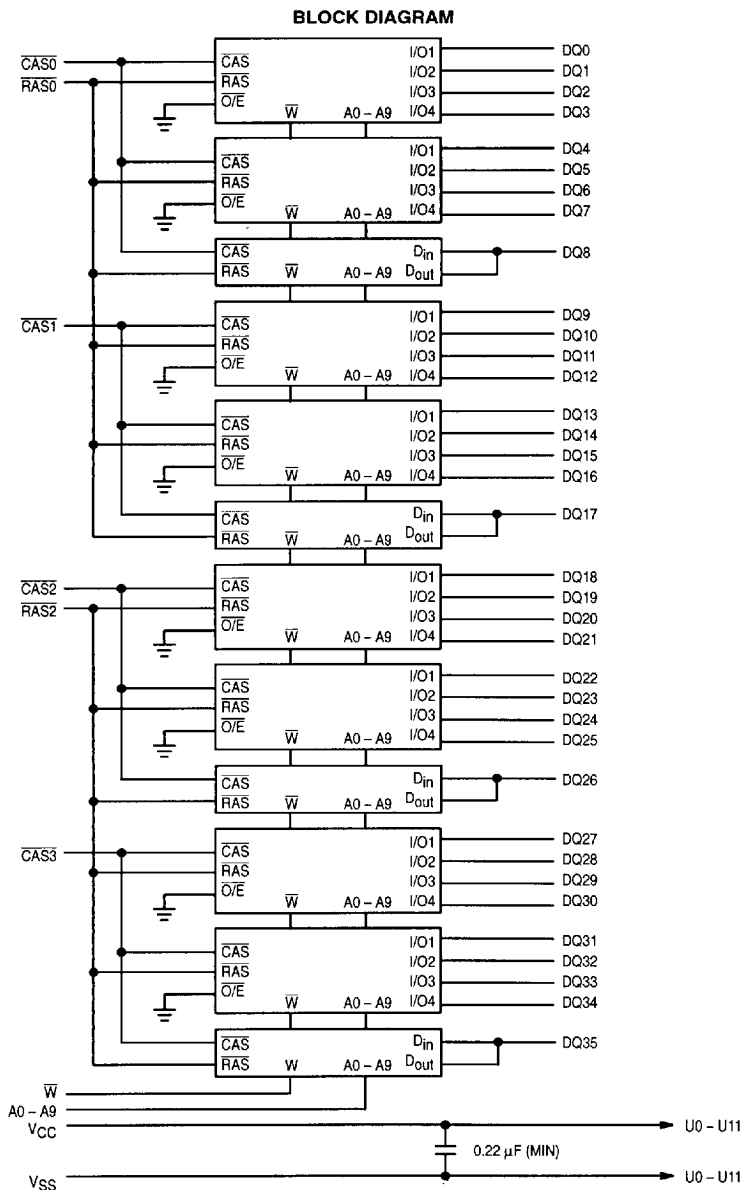 BLOCK DIAGRAM
CAS0
RAS0
CAS
RAS
O/E
W
A0 – A9
I/O1
I/O2
I/O3
I/O4
DQ0
DQ1
DQ2
DQ3
CAS
RAS
O/E
W
A0 – A9
I/O1
I/O2
I/O3
I/O4
DQ4
DQ5
DQ6
DQ7
CAS
RAS
W
A0 – A9
Din
Dout
DQ8
CAS1
CAS
RAS
O/E
W
A0 – A9
I/O1
I/O2
I/O3
I/O4
DQ9
DQ10
DQ11
DQ12
CAS
RAS
O/E
W
A0 – A9
I/O1
I/O2
I/O3
I/O4
DQ13
DQ14
DQ15
DQ16
CAS
RAS
W
A0 – A9
Din
Dout
DQ17
CAS2
RAS2
CAS
RAS
O/E
W
A0 – A9
I/O1
I/O2
I/O3
I/O4
DQ18
DQ19
DQ20
DQ21
CAS
RAS
O/E
W
A0 – A9
I/O1
I/O2
I/O3
I/O4
DQ22
DQ23
DQ24
DQ25
CAS
RAS
W
A0 – A9
Din
Dout
DQ26
CAS3
CAS
RAS
O/E
W
A0 – A9
I/O1
I/O2
I/O3
I/O4
DQ27
DQ28
DQ29
DQ30
CAS
RAS
O/E
W
A0 – A9
I/O1
I/O2
I/O3
I/O4
DQ31
DQ32
DQ33
DQ34
CAS
RAS
W
A0 – A9
Din
Dout
DQ35
W
A0 – A9
VCC
U0 – U11
0.22 µF (MIN)
VSS
U0 – U11